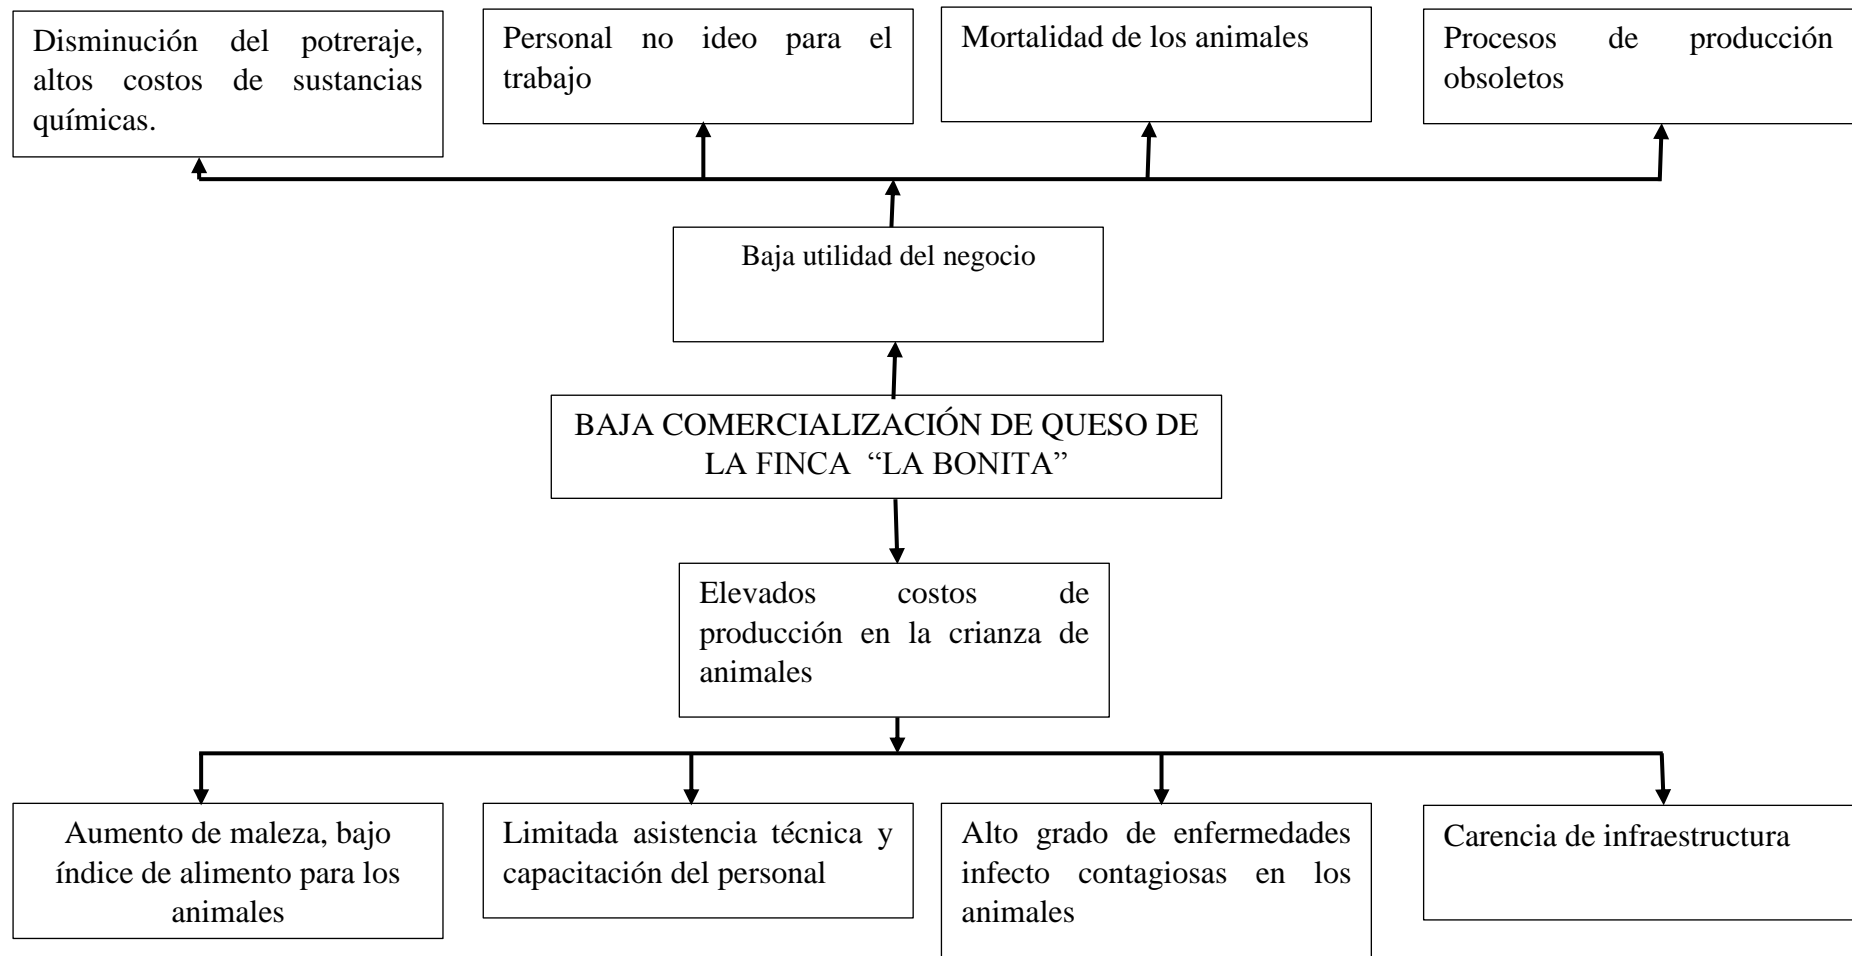 Disminución del potreraje,
altos costos de sustancias
químicas.
Personal no ideo para el
trabajo
Mortalidad de los animales
Procesos de producción
obsoletos
Baja utilidad del negocio
BAJA COMERCIALIZACIÓN DE QUESO DE
LA FINCA “LA BONITA”
Elevados costos de
producción en la crianza de
animales
Aumento de maleza, bajo
índice de alimento para los
animales
Limitada asistencia técnica y
capacitación del personal
Alto grado de enfermedades
infecto contagiosas en los
animales
Carencia de infraestructura